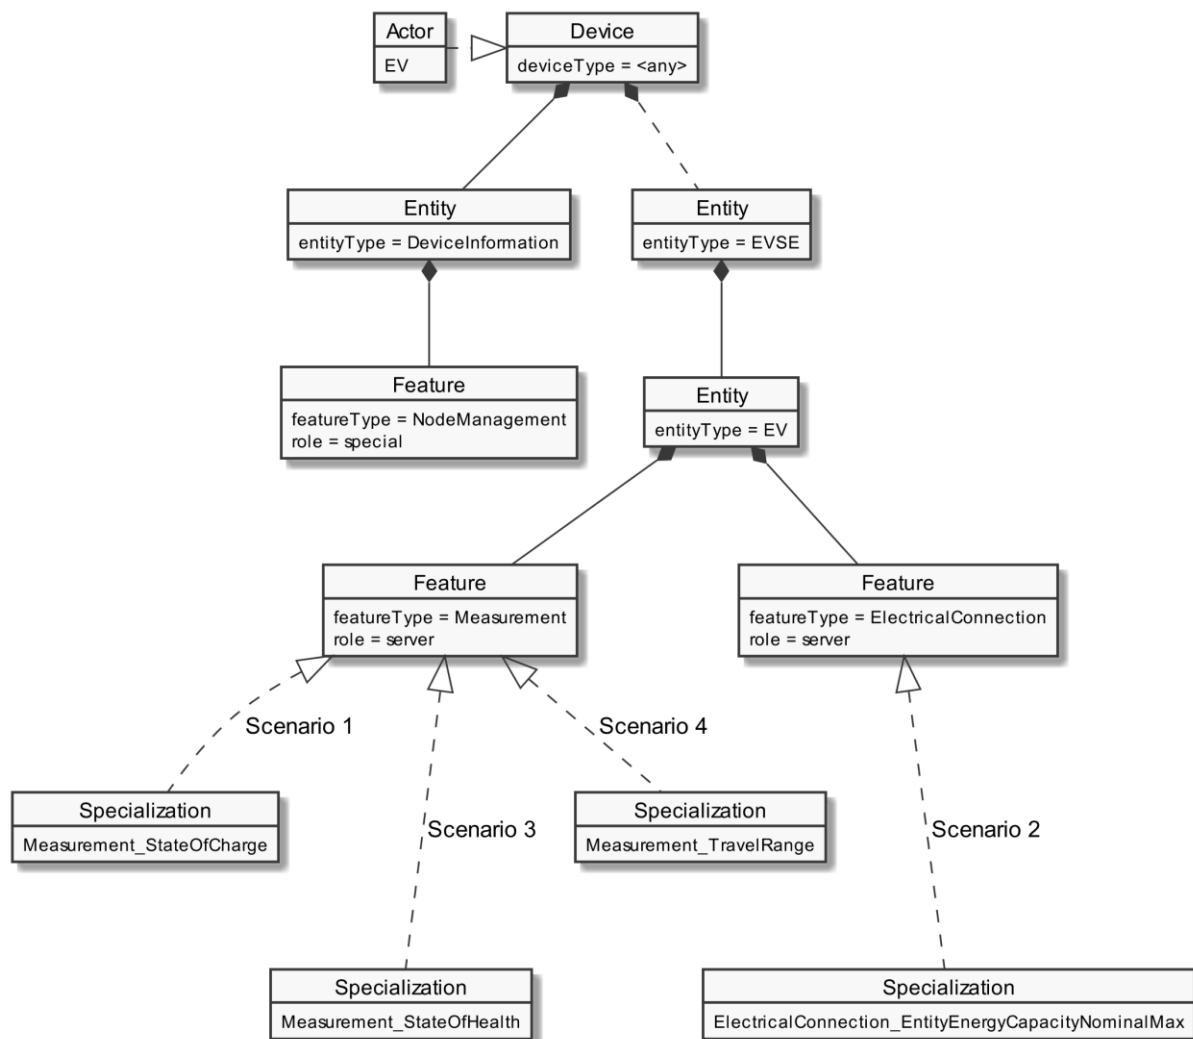 Actor
EV
Device
deviceType = <any>
Entity
entityType = DeviceInformation
Entity
entityType = EVSE
Feature
featureType = NodeManagement
role = special
Entity
entityType = EV
Feature
featureType = Measurement
role = server
Feature
featureType = ElectricalConnection
role = server
Scenario 1
Scenario 4
Specialization
Measurement_StateOfCharge
Scenario 3
Specialization
Measurement_TravelRange
Scenario 2
Specialization
Measurement_StateOfHealth
Specialization
ElectricalConnection_EntityEnergyCapacityNominalMax